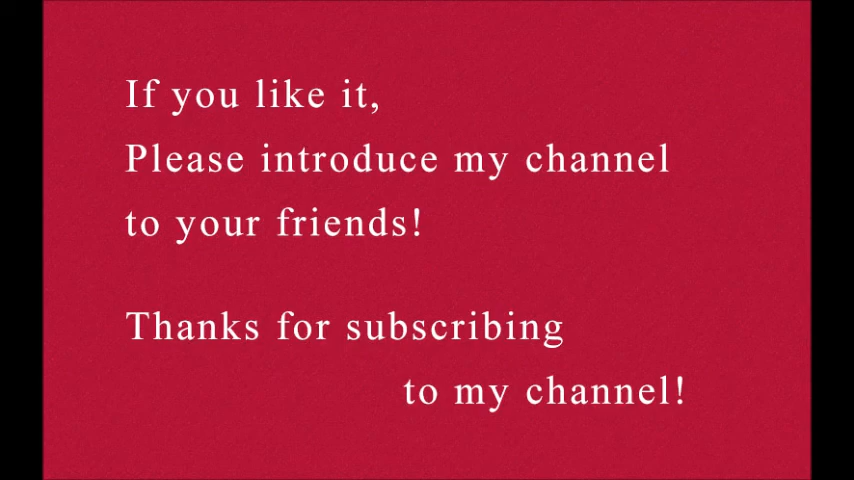 If you like it,
Please introduce my channel
to your friends!
Thanks for subscribing
to my channel!